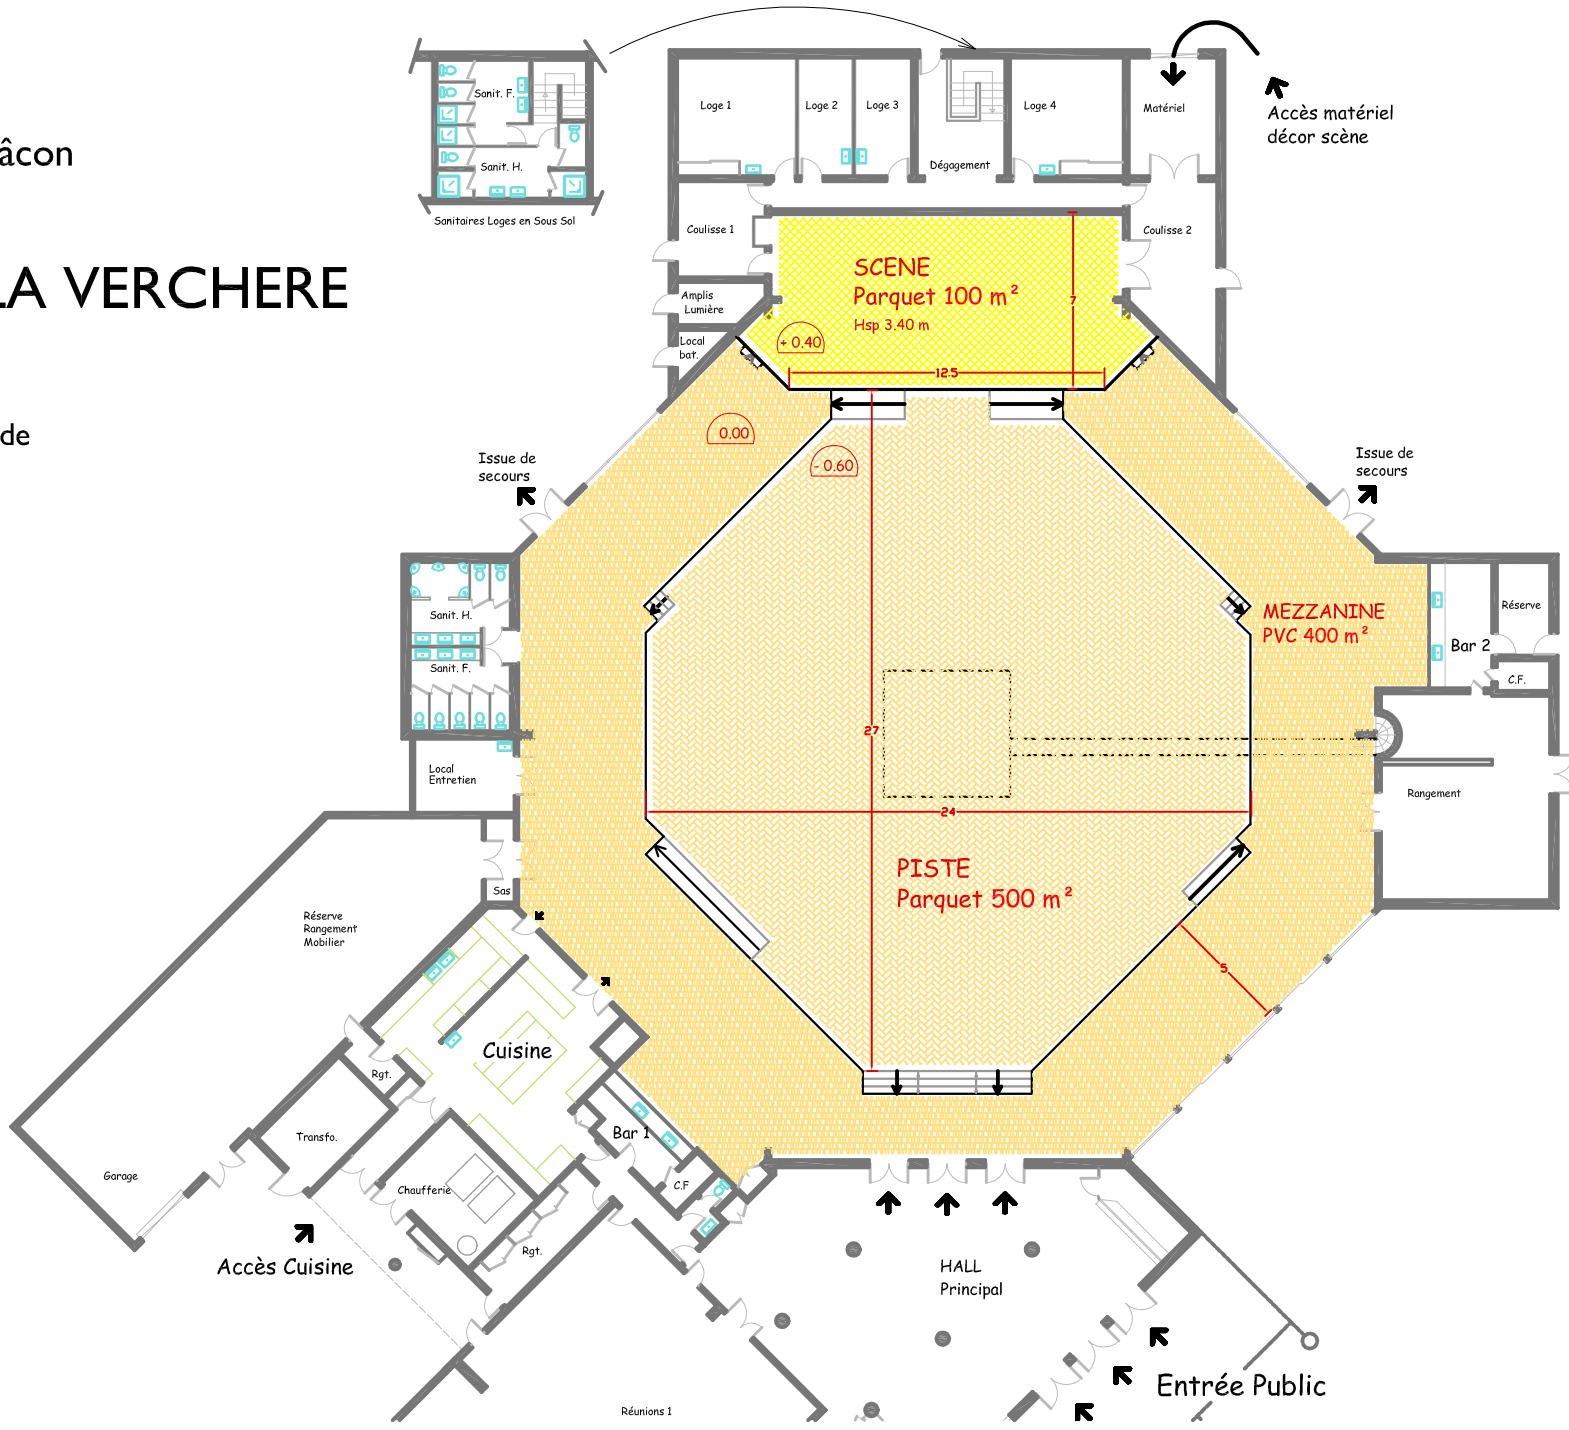 âcon
LA VERCHERE
de
Sanit. F.
Sanit. H.
Sanitaires Loges en Sous Sol
Loge 1
Loge 2
Loge 3
Dégagement
Loge 4
Matériel
Accès matériel
décor scène
Coulisse 1
Coulisse 2
Amplis
Lumière
Local
bat.
SCENE
Parquet 100 m²
Hsp 3.40 m
+ 0.40
7
12.5
0.00
- 0.60
Issue de
secours
Issue de
secours
Sanit. H.
Sanit. F.
Local
Entretien
MEZZANINE
PVC 400 m²
Bar 2
Réserve
C.F.
Rangement
27
24
PISTE
Parquet 500 m²
5
Sas
Réserve
Rangement
Mobilier
Cuisine
Rgt.
Transfo.
Garage
Chaufferie
Bar 1
C.F
Rgt.
Accès Cuisine
HALL
Principal
Entrée Public
Réunions 1